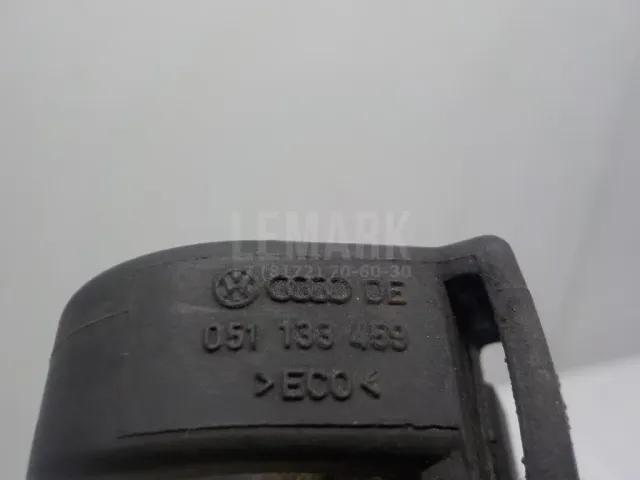 LEMARK
(8172) 70-60-30
DE
051 133 459
>ECO<